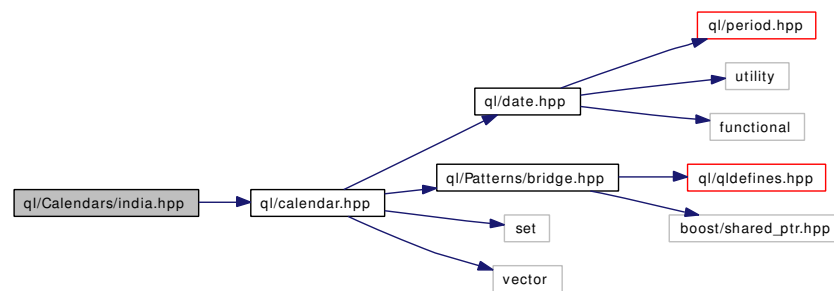 ql/period.hpp
utility
ql/date.hpp
functional
ql/Patterns/bridge.hpp
ql/qldefines.hpp
ql/Calendars/india.hpp
ql/calendar.hpp
set
boost/shared_ptr.hpp
vector